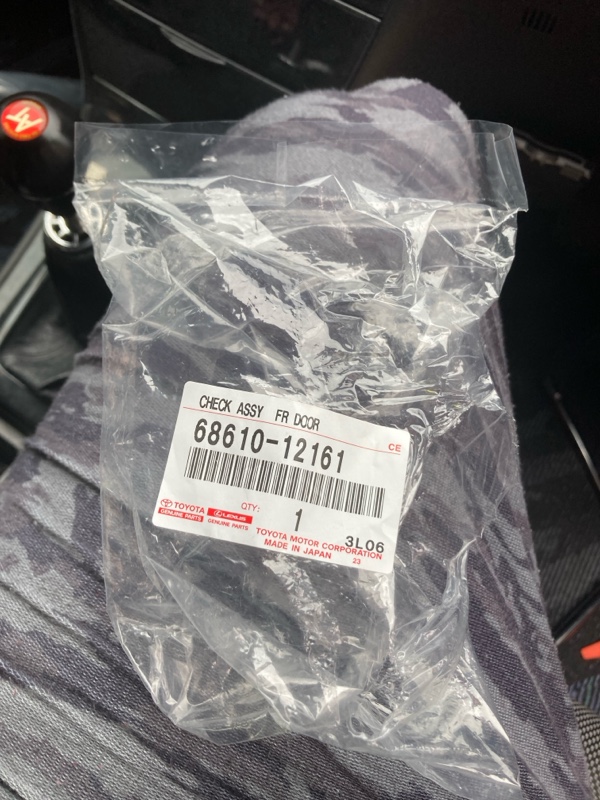 CHECK ASSY FR DOOR
CE
68610-12161
TOYOTA
GENUINE PARTS
LEXUS
GENUINE PARTS
QTY:
1
3L06
TOYOTA MOTOR CORPORATION
MADE IN JAPAN 23